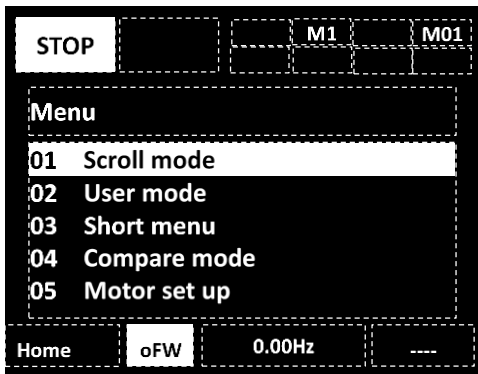 STOP M1 M01
Menu
01 Scroll mode
02 User mode
03 Short menu
04 Compare mode
05 Motor set up
Home oFW 0.00Hz ----